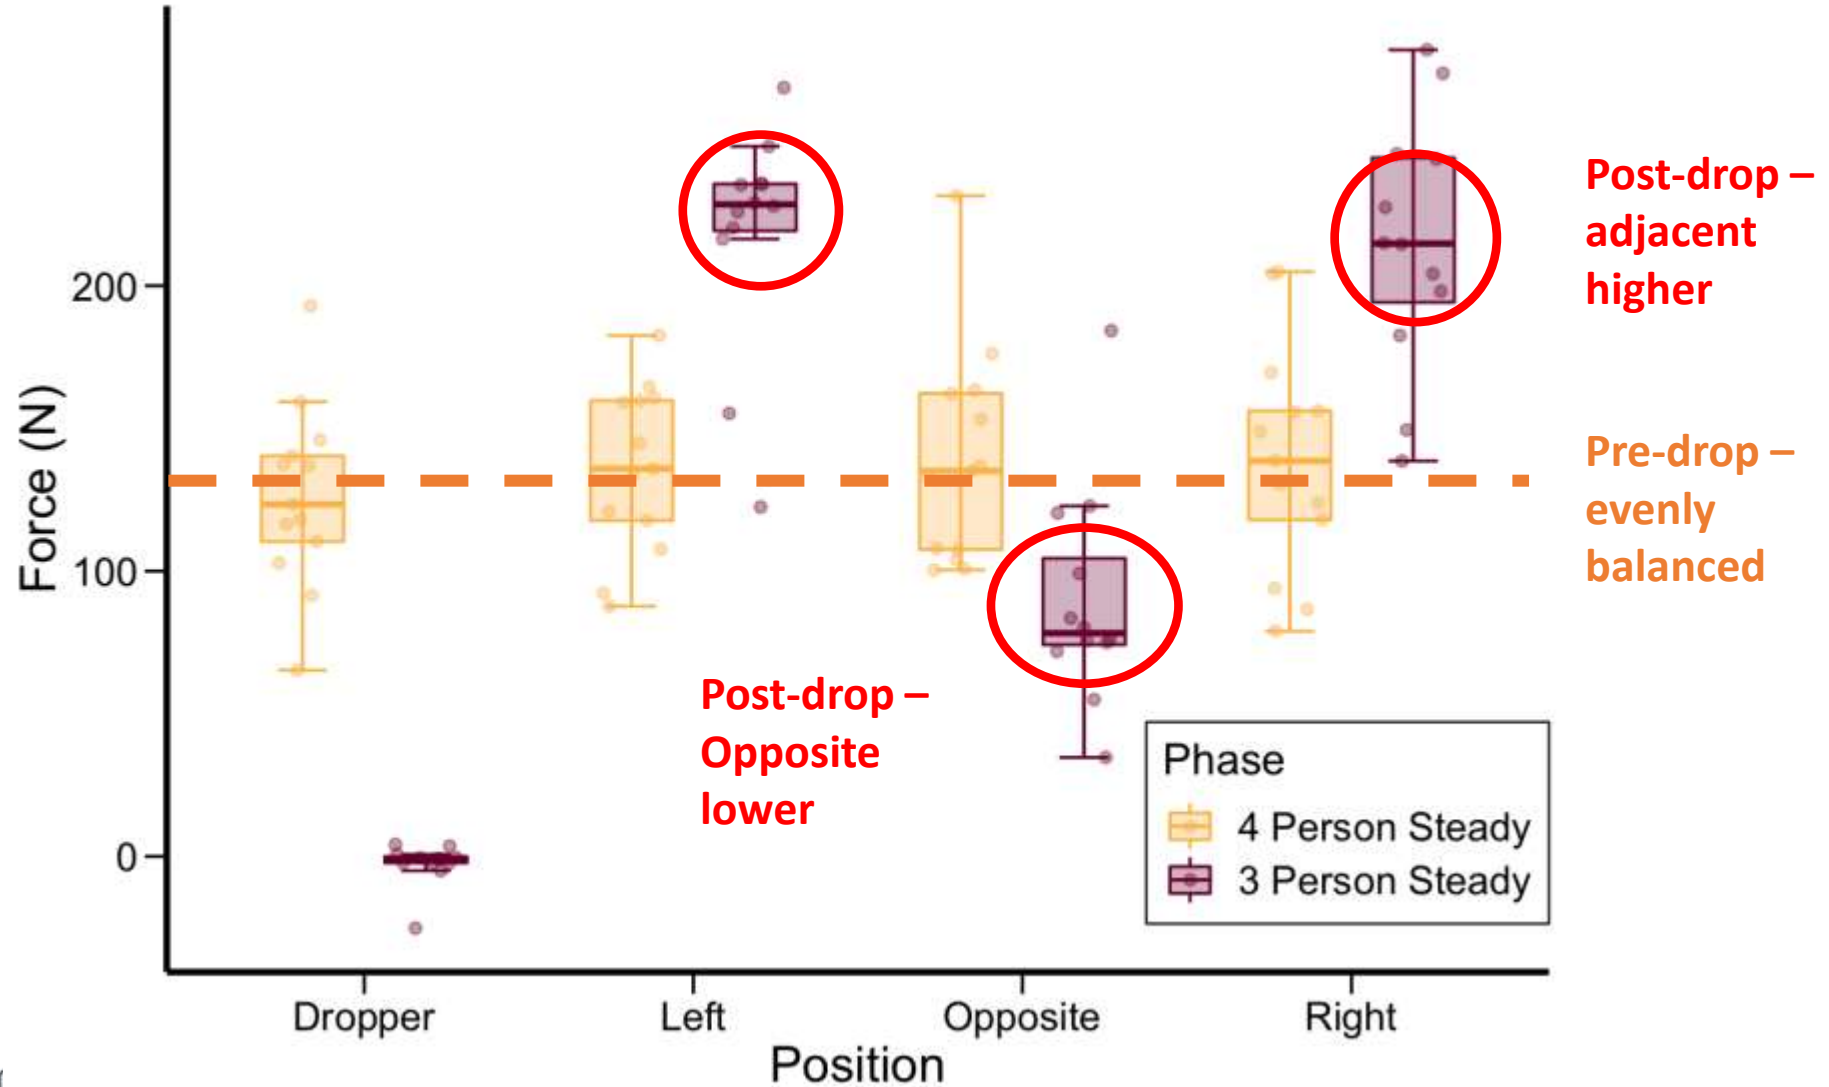 Force (N)
200
100
0
Dropper
Left
Opposite
Right
Position
Post-drop –
adjacent
higher
Pre-drop –
evenly
balanced
Post-drop –
Opposite
lower
Phase
4 Person Steady
3 Person Steady